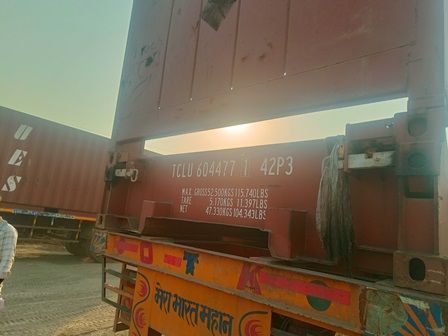 UES
TCLU 604477 1 42P3
MAX. GROSS 52.500KGS 115.740LBS
TARE 5.170KGS 11.397LBS
NET 47.330KGS 104.343LBS
O T K
मेरा भारत महान